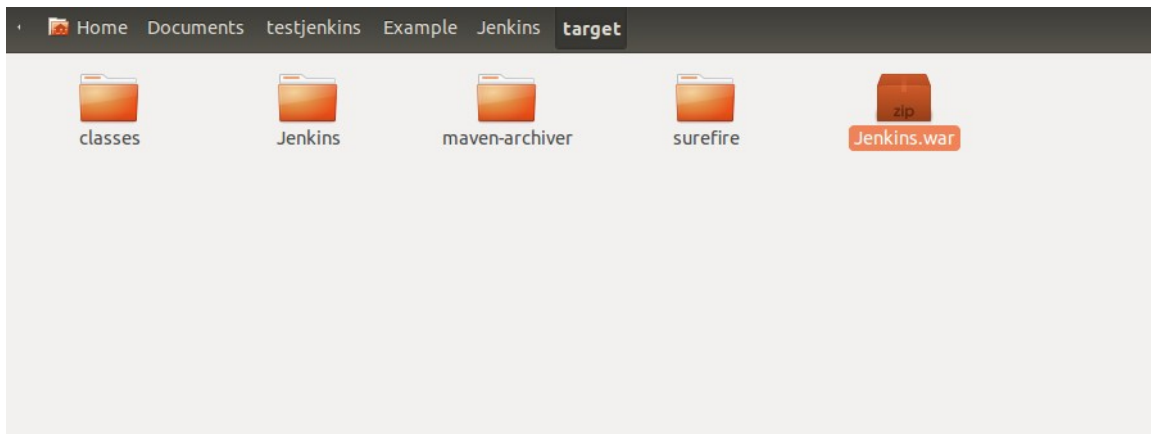 Home Documents testjenkins Example Jenkins target
zip
classes Jenkins maven-archiver surefire Jenkins.war